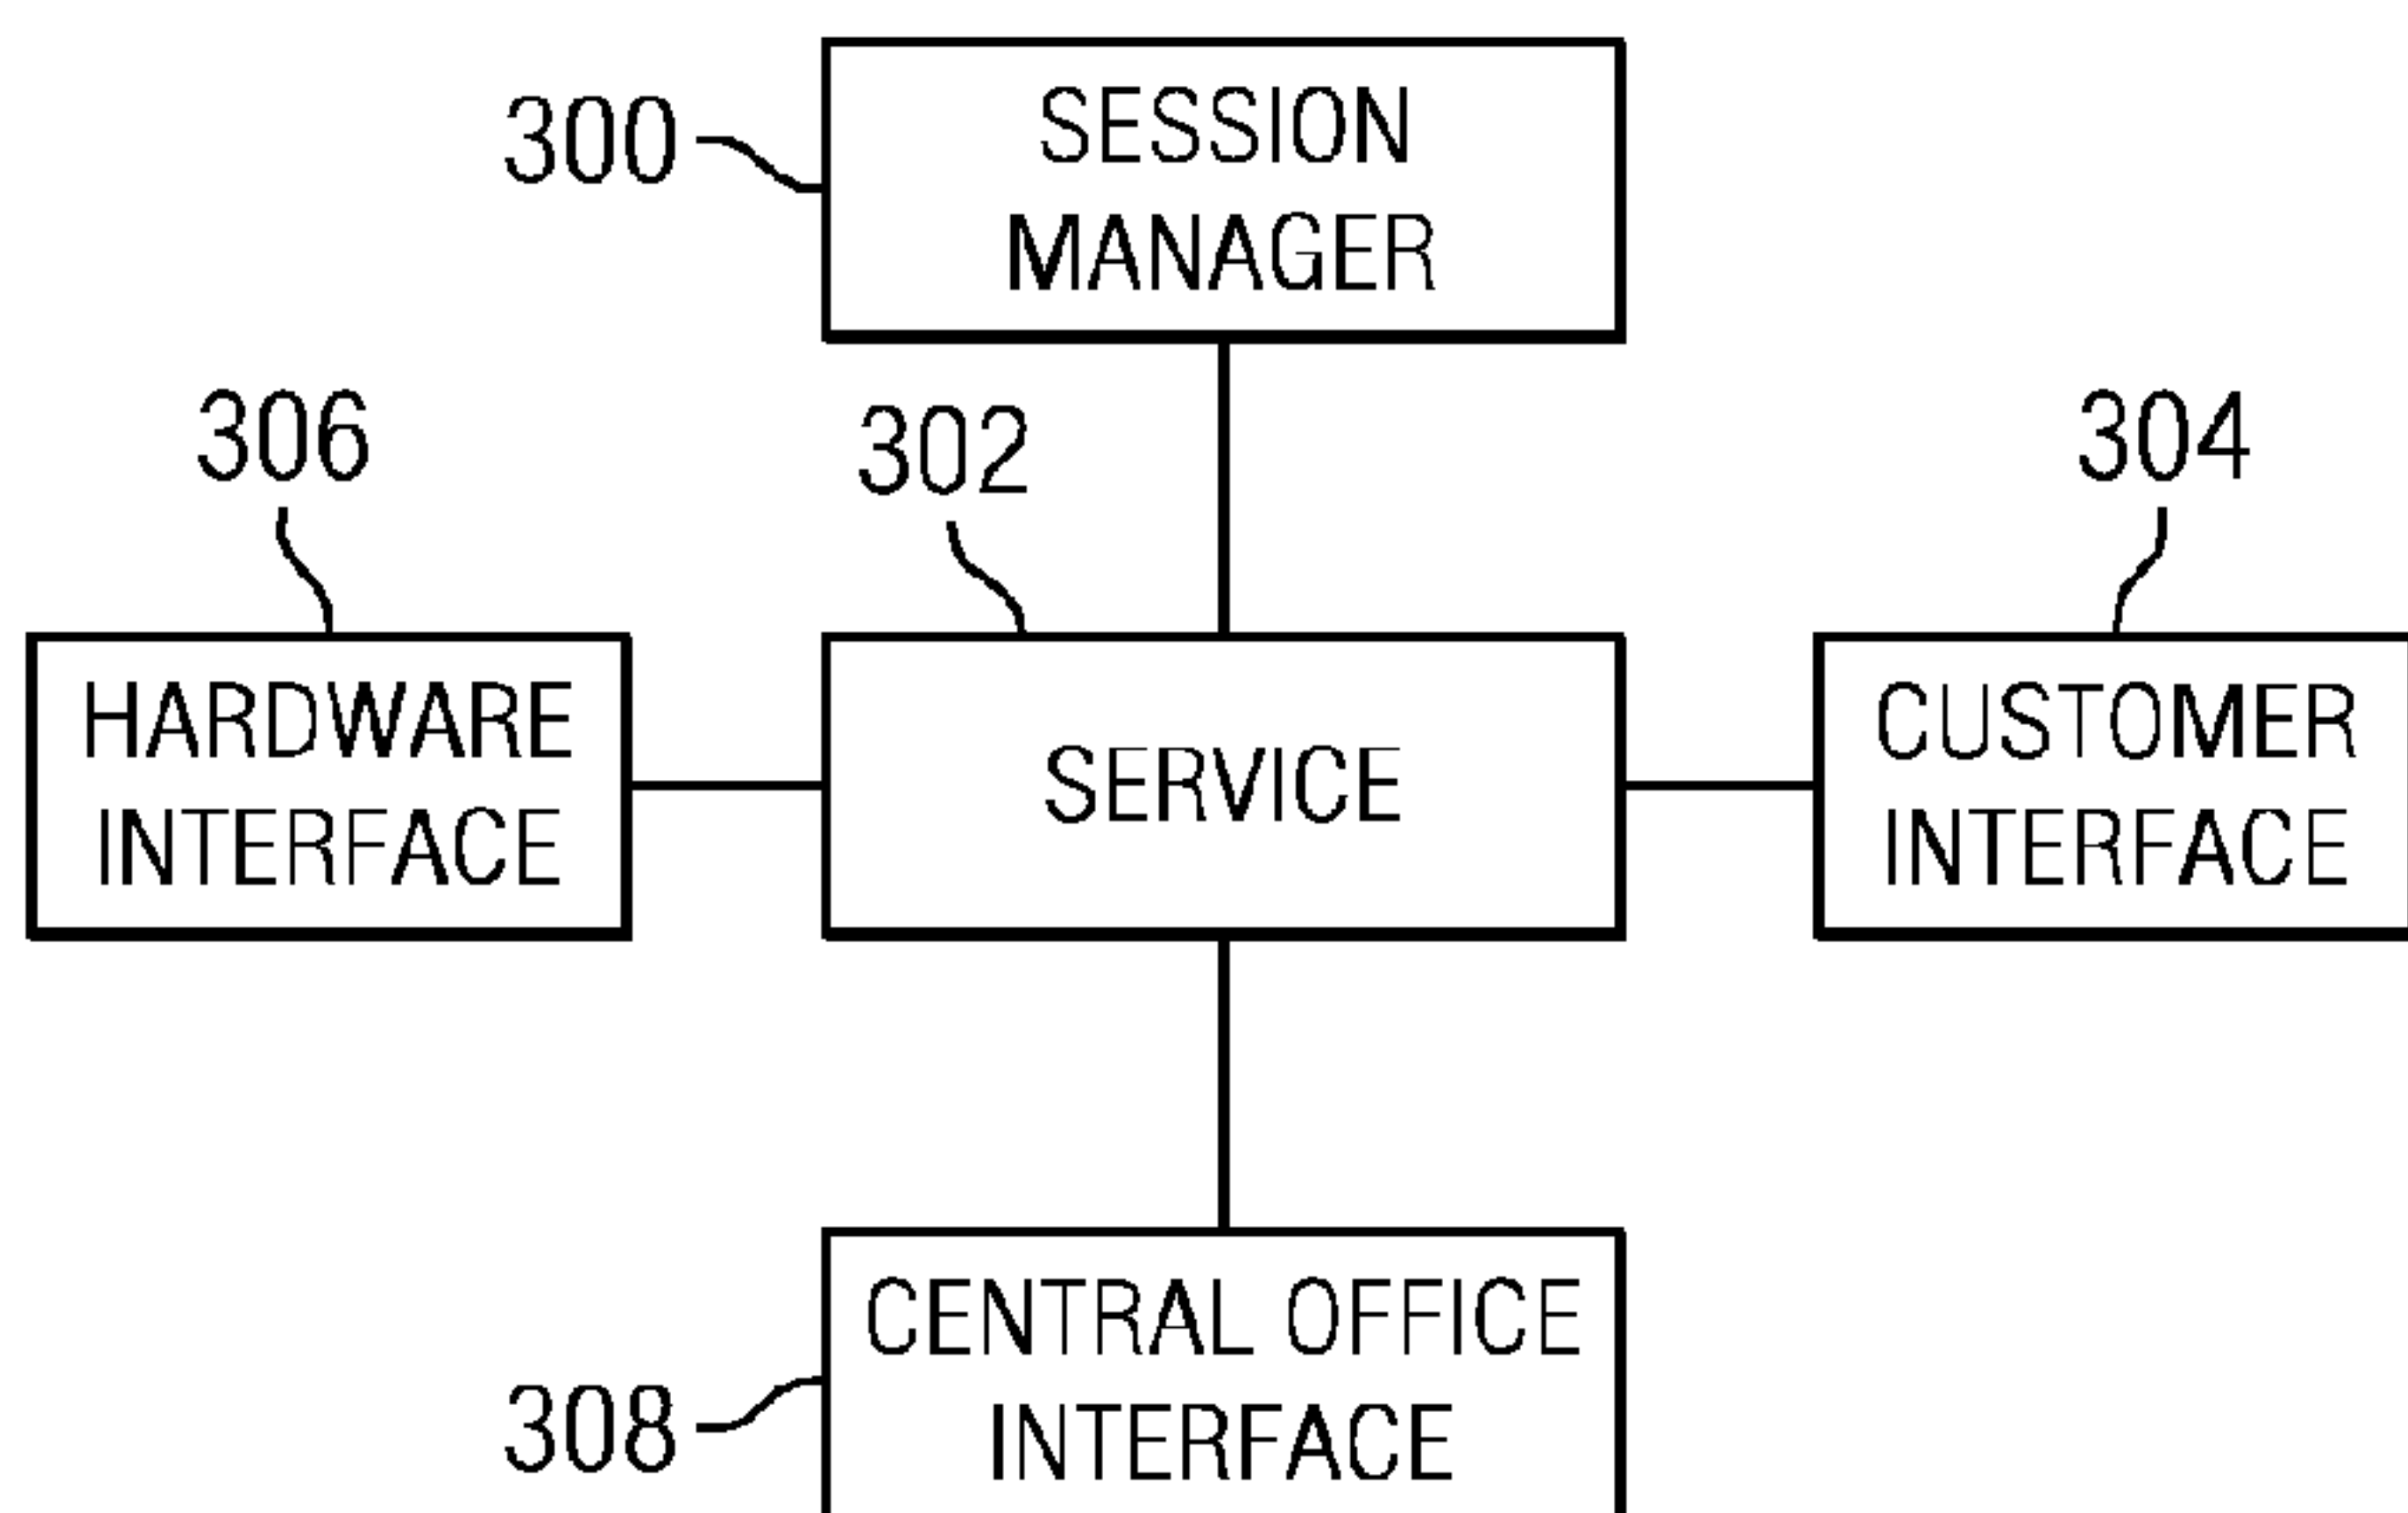 300
SESSION
MANAGER
306
302
304
HARDWARE
INTERFACE
SERVICE
CUSTOMER
INTERFACE
308
CENTRAL OFFICE
INTERFACE